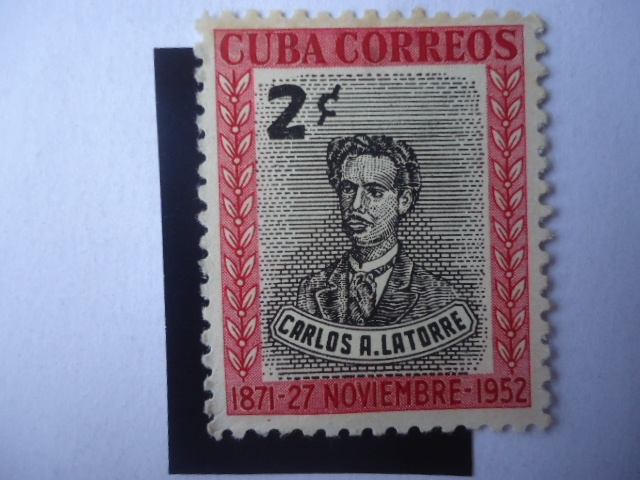 CUBA CORREOS
2¢
CARLOS A. LATORRE
1871-27 NOVIEMBRE-1952